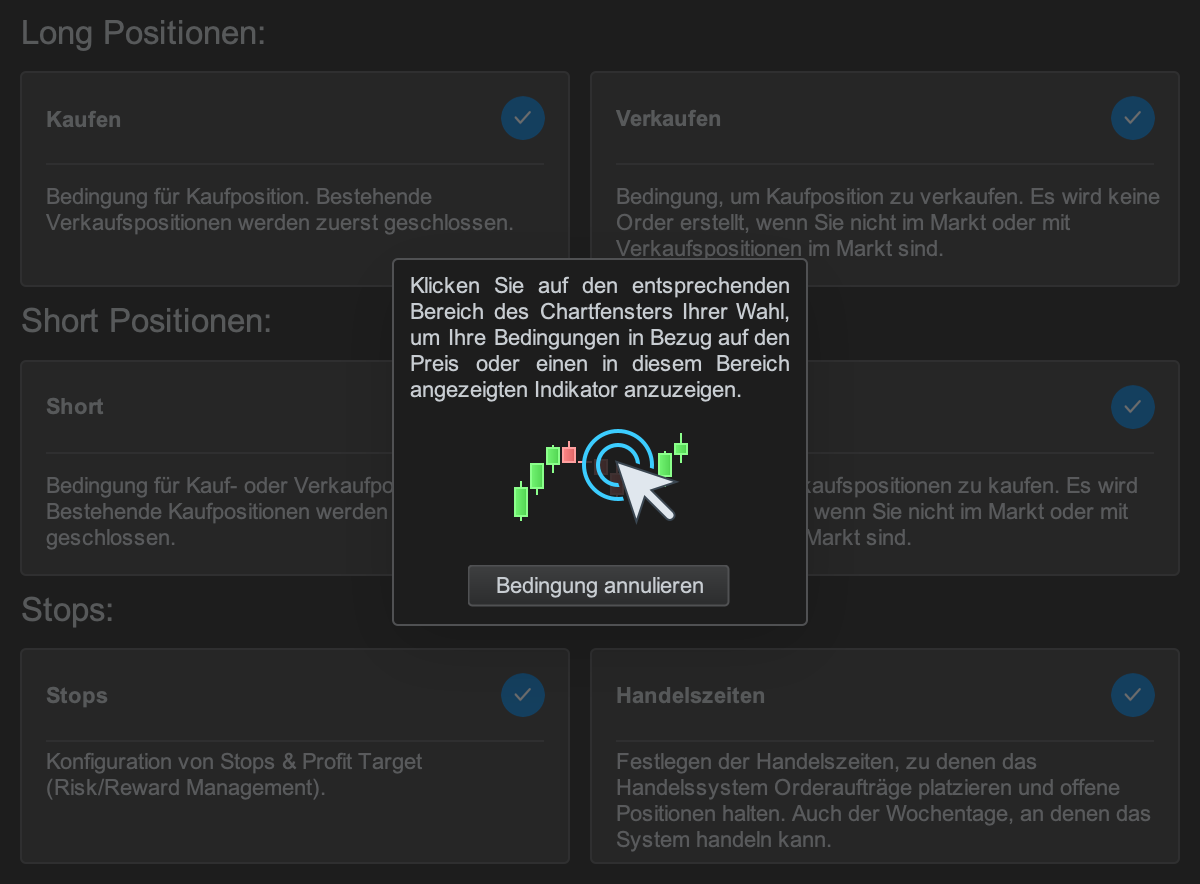 Long Positionen:
Kaufen
Bedingung für Kaufposition. Bestehende
Verkaufspositionen werden zuerst geschlossen.
Verkaufen
Bedingung, um Kaufposition zu verkaufen. Es wird keine
Order erstellt, wenn Sie nicht im Markt oder mit
Verkaufspositionen im Markt sind.
Klicken Sie auf den entsprechenden
Bereich des Chartfensters Ihrer Wahl,
um Ihre Bedingungen in Bezug auf den
Preis oder einen in diesem Bereich
angezeigten Indikator anzuzeigen.
Bedingung annulieren
Short Positionen:
Short
Bedingung für Kauf- oder Verkaufpo
Bestehende Kaufpositionen werden
geschlossen.
kaufspositionen zu kaufen. Es wird
wenn Sie nicht im Markt oder mit
Markt sind.
Stops:
Stops
Konfiguration von Stops & Profit Target
(Risk/Reward Management).
Handelszeiten
Festlegen der Handelszeiten, zu denen das
Handelssystem Orderaufträge platzieren und offene
Positionen halten. Auch der Wochentage, an denen das
System handeln kann.